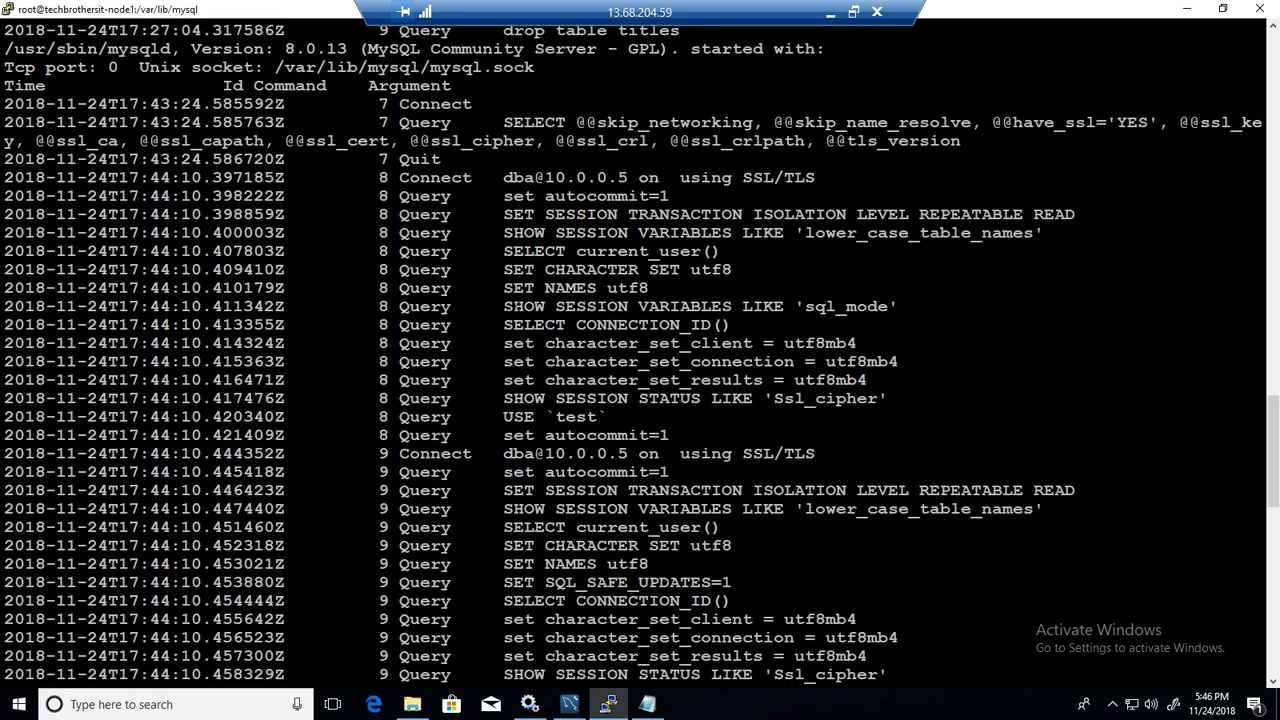 root@techbrothersit-node1:/var/lib/mysql
13.68.204.59
2018-11-24T17:27:04.317586Z 9 Query drop table titles
/usr/sbin/mysqld, Version: 8.0.13 (MySQL Community Server - GPL). started with:
Tcp port: 0 Unix socket: /var/lib/mysql/mysql.sock
Time Id Command Argument
2018-11-24T17:43:24.585592Z 7 Connect
2018-11-24T17:43:24.585763Z 7 Query SELECT @@skip_networking, @@skip_name_resolve, @@have_ssl='YES', @@ssl_ke
y, @@ssl_ca, @@ssl_capath, @@ssl_cert, @@ssl_cipher, @@ssl_crl, @@ssl_crlpath, @@tls_version
2018-11-24T17:43:24.586720Z 7 Quit
2018-11-24T17:44:10.397185Z 8 Connect dba@10.0.0.5 on using SSL/TLS
2018-11-24T17:44:10.398222Z 8 Query set autocommit=1
2018-11-24T17:44:10.398859Z 8 Query SET SESSION TRANSACTION ISOLATION LEVEL REPEATABLE READ
2018-11-24T17:44:10.400003Z 8 Query SHOW SESSION VARIABLES LIKE 'lower_case_table_names'
2018-11-24T17:44:10.407803Z 8 Query SELECT current_user()
2018-11-24T17:44:10.409410Z 8 Query SET CHARACTER SET utf8
2018-11-24T17:44:10.410179Z 8 Query SET NAMES utf8
2018-11-24T17:44:10.411342Z 8 Query SHOW SESSION VARIABLES LIKE 'sql_mode'
2018-11-24T17:44:10.413355Z 8 Query SELECT CONNECTION_ID()
2018-11-24T17:44:10.414324Z 8 Query set character_set_client = utf8mb4
2018-11-24T17:44:10.415363Z 8 Query set character_set_connection = utf8mb4
2018-11-24T17:44:10.416471Z 8 Query set character_set_results = utf8mb4
2018-11-24T17:44:10.417476Z 8 Query SHOW SESSION STATUS LIKE 'Ssl_cipher'
2018-11-24T17:44:10.420340Z 8 Query USE `test`
2018-11-24T17:44:10.421409Z 8 Query set autocommit=1
2018-11-24T17:44:10.444352Z 9 Connect dba@10.0.0.5 on using SSL/TLS
2018-11-24T17:44:10.445418Z 9 Query set autocommit=1
2018-11-24T17:44:10.446423Z 9 Query SET SESSION TRANSACTION ISOLATION LEVEL REPEATABLE READ
2018-11-24T17:44:10.447440Z 9 Query SHOW SESSION VARIABLES LIKE 'lower_case_table_names'
2018-11-24T17:44:10.451460Z 9 Query SELECT current_user()
2018-11-24T17:44:10.452318Z 9 Query SET CHARACTER SET utf8
2018-11-24T17:44:10.453021Z 9 Query SET NAMES utf8
2018-11-24T17:44:10.453880Z 9 Query SET SQL_SAFE_UPDATES=1
2018-11-24T17:44:10.454444Z 9 Query SELECT CONNECTION_ID()
2018-11-24T17:44:10.455642Z 9 Query set character_set_client = utf8mb4
2018-11-24T17:44:10.456523Z 9 Query set character_set_connection = utf8mb4
2018-11-24T17:44:10.457300Z 9 Query set character_set_results = utf8mb4
2018-11-24T17:44:10.458329Z 9 Query SHOW SESSION STATUS LIKE 'Ssl_cipher'
Activate Windows
Go to Settings to activate Windows.
Type here to search
5:46 PM
11/24/2018
1